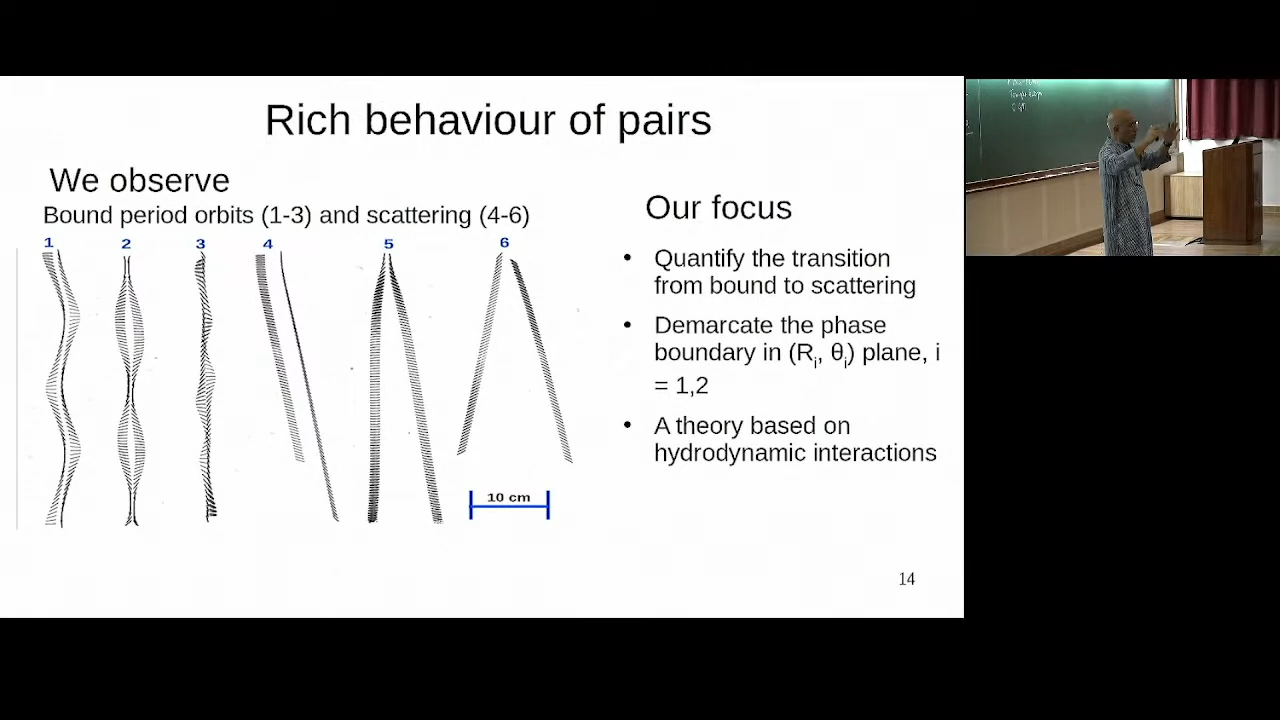 Rich behaviour of pairs
We observe
Bound period orbits (1-3) and scattering (4-6)
1 2 3 4 5 6
10 cm
Our focus
• Quantify the transition
from bound to scattering
• Demarcate the phase
boundary in (Ri, θi) plane, i
= 1,2
• A theory based on
hydrodynamic interactions
14